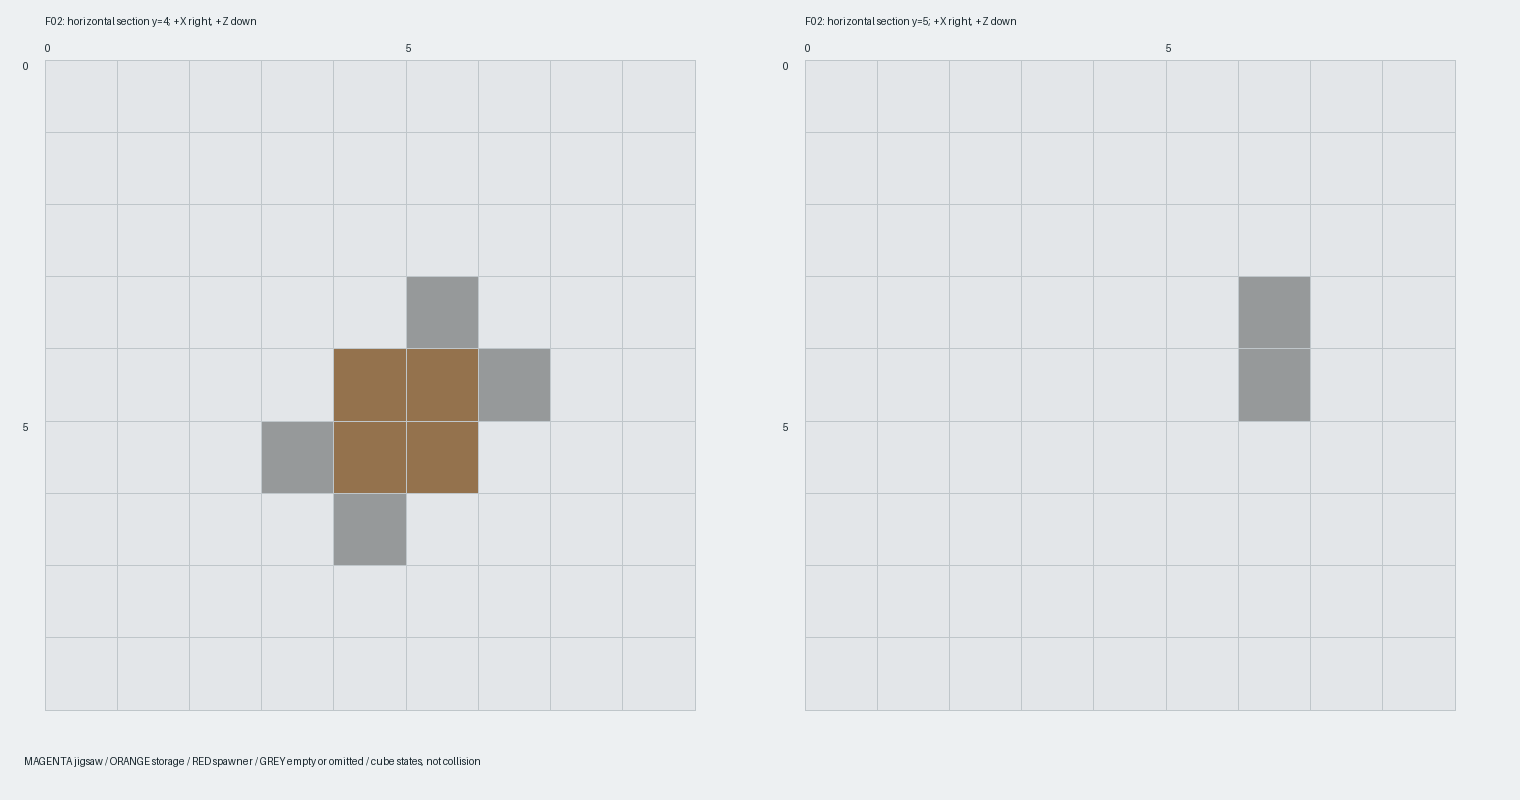 F02: horizontal section y=4; +X right, +Z down
F02: horizontal section y=5; +X right, +Z down
0 5
0 5
0
0
5
5
MAGENTA jigsaw / ORANGE storage / RED spawner / GREY empty or omitted / cube states, not collision